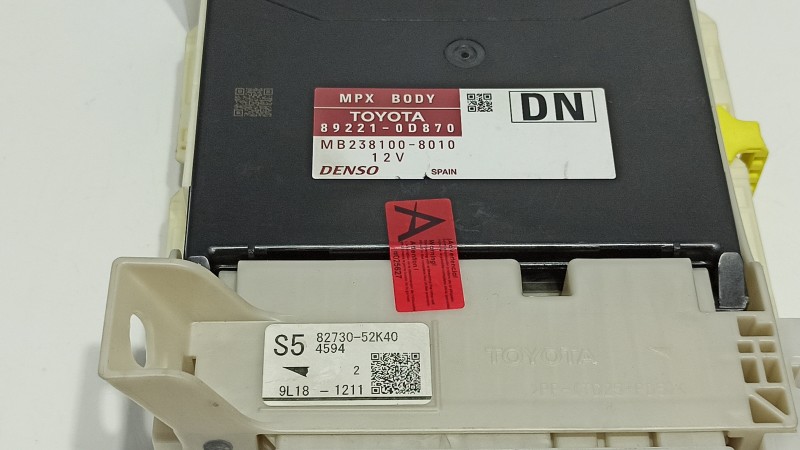 MPX BODY
DN
TOYOTA
89221-0D870
MB238100-8010
12V
DENSO
SPAIN
A
S5
82730-52K40
4594
2
9L18 - 1211
TOYOTA